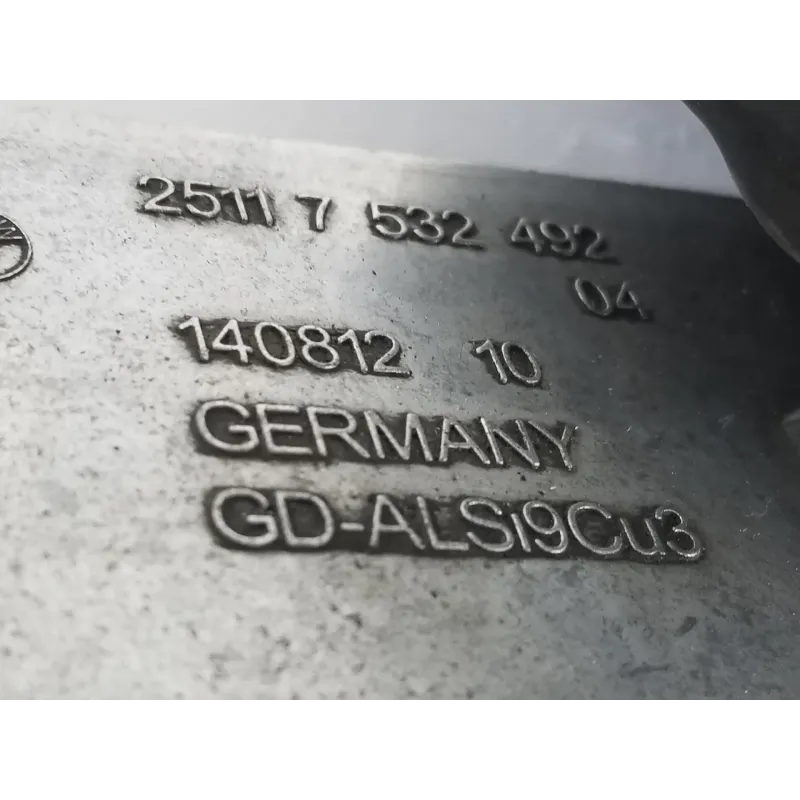 2511 7 532 492
04
140812 10
GERMANY
GD-ALSi9Cu3